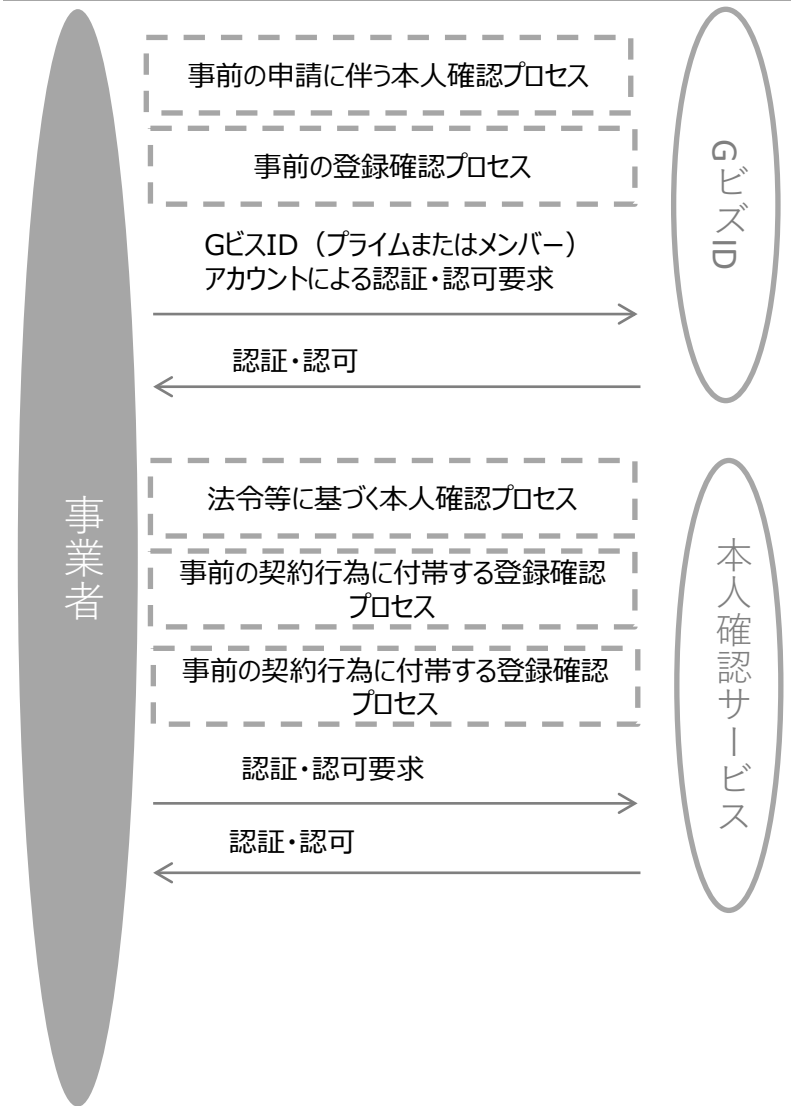 事前の申請に伴う本人確認プロセス
事前の登録確認プロセス
GビスID（プライムまたはメンバー）
アカウントによる認証・認可要求
認証・認可
GビズID
法令等に基づく本人確認プロセス
事前の契約行為に付帯する登録確認
プロセス
事前の契約行為に付帯する登録確認
プロセス
認証・認可要求
認証・認可
事業者
本人確認サービス